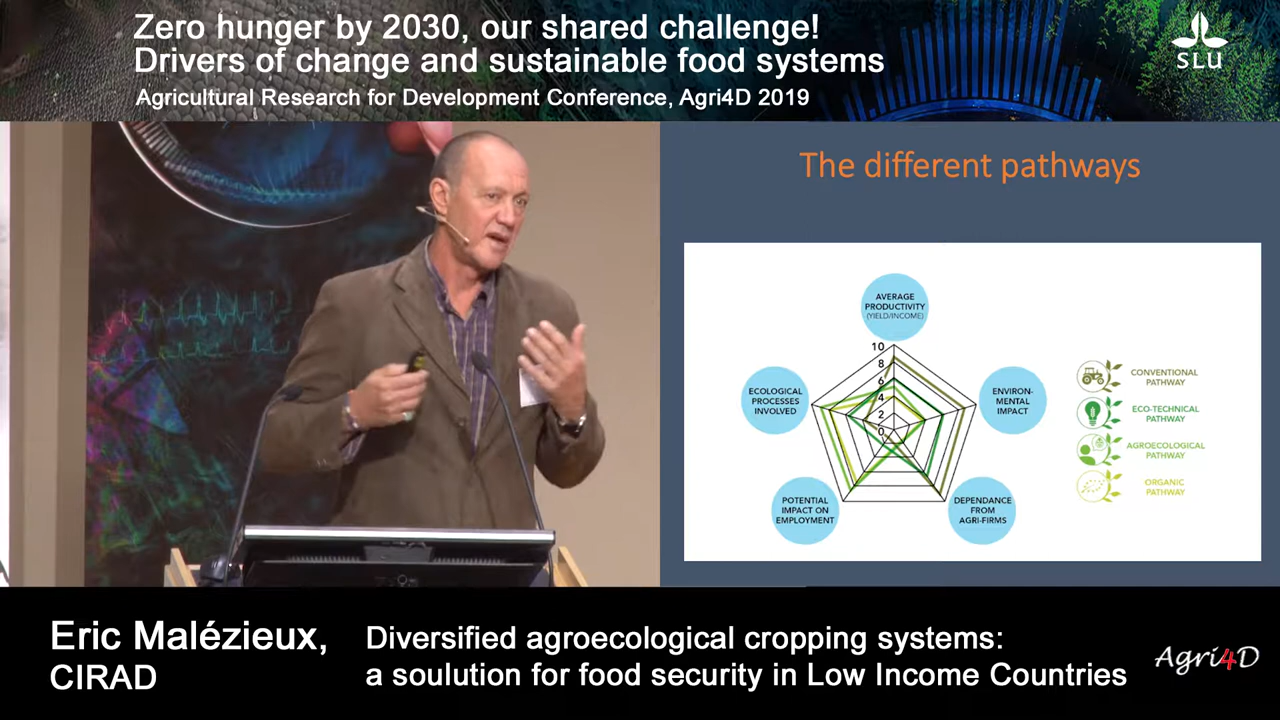 Zero hunger by 2030, our shared challenge!
Drivers of change and sustainable food systems
Agricultural Research for Development Conference, Agri4D 2019
SLU
The different pathways
AVERAGE
PRODUCTIVITY
(YIELD/INCOME)
10
8
6
4
2
0
ECOLOGICAL
PROCESSES
INVOLVED
ENVIRON-
MENTAL
IMPACT
POTENTIAL
IMPACT ON
EMPLOYMENT
DEPENDANCE
FROM
AGRI-FIRMS
CONVENTIONAL
PATHWAY
ECO-TECHNICAL
PATHWAY
AGROECOLOGICAL
PATHWAY
ORGANIC
PATHWAY
Eric Malézieux,
CIRAD
Diversified agroecological cropping systems:
a soulution for food security in Low Income Countries
Agri4D